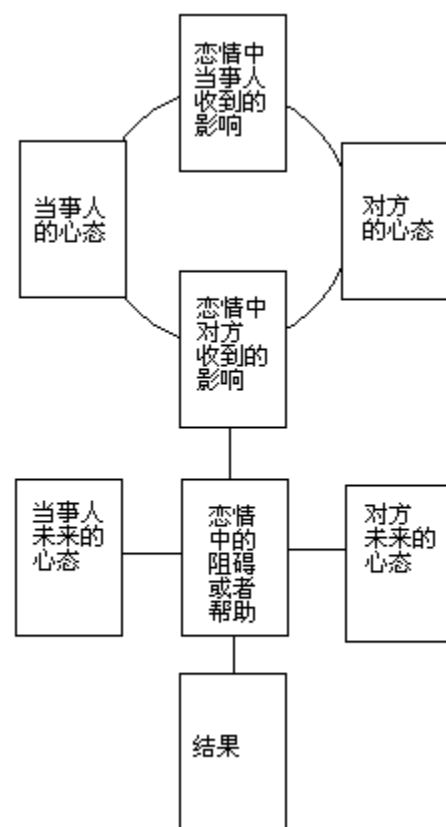 恋情中
当事人
收到的
影响
当事人
的心态
对方
的心态
恋情中
对方
收到的
影响
当事人
未来的
心态
恋情
中的
阻碍
或者
帮助
对方
未来的
心态
结果